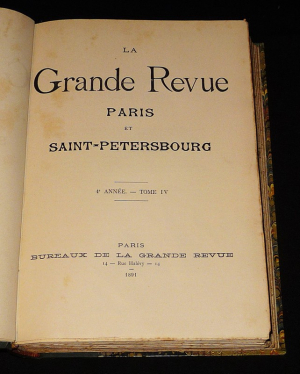 LA
Grande Revue
PARIS
ET
SAINT-PETERSBOURG
4e ANNÉE. — TOME IV
PARIS
BUREAUX DE LA GRANDE REVUE
14 — Rue Halévy — 14
1891